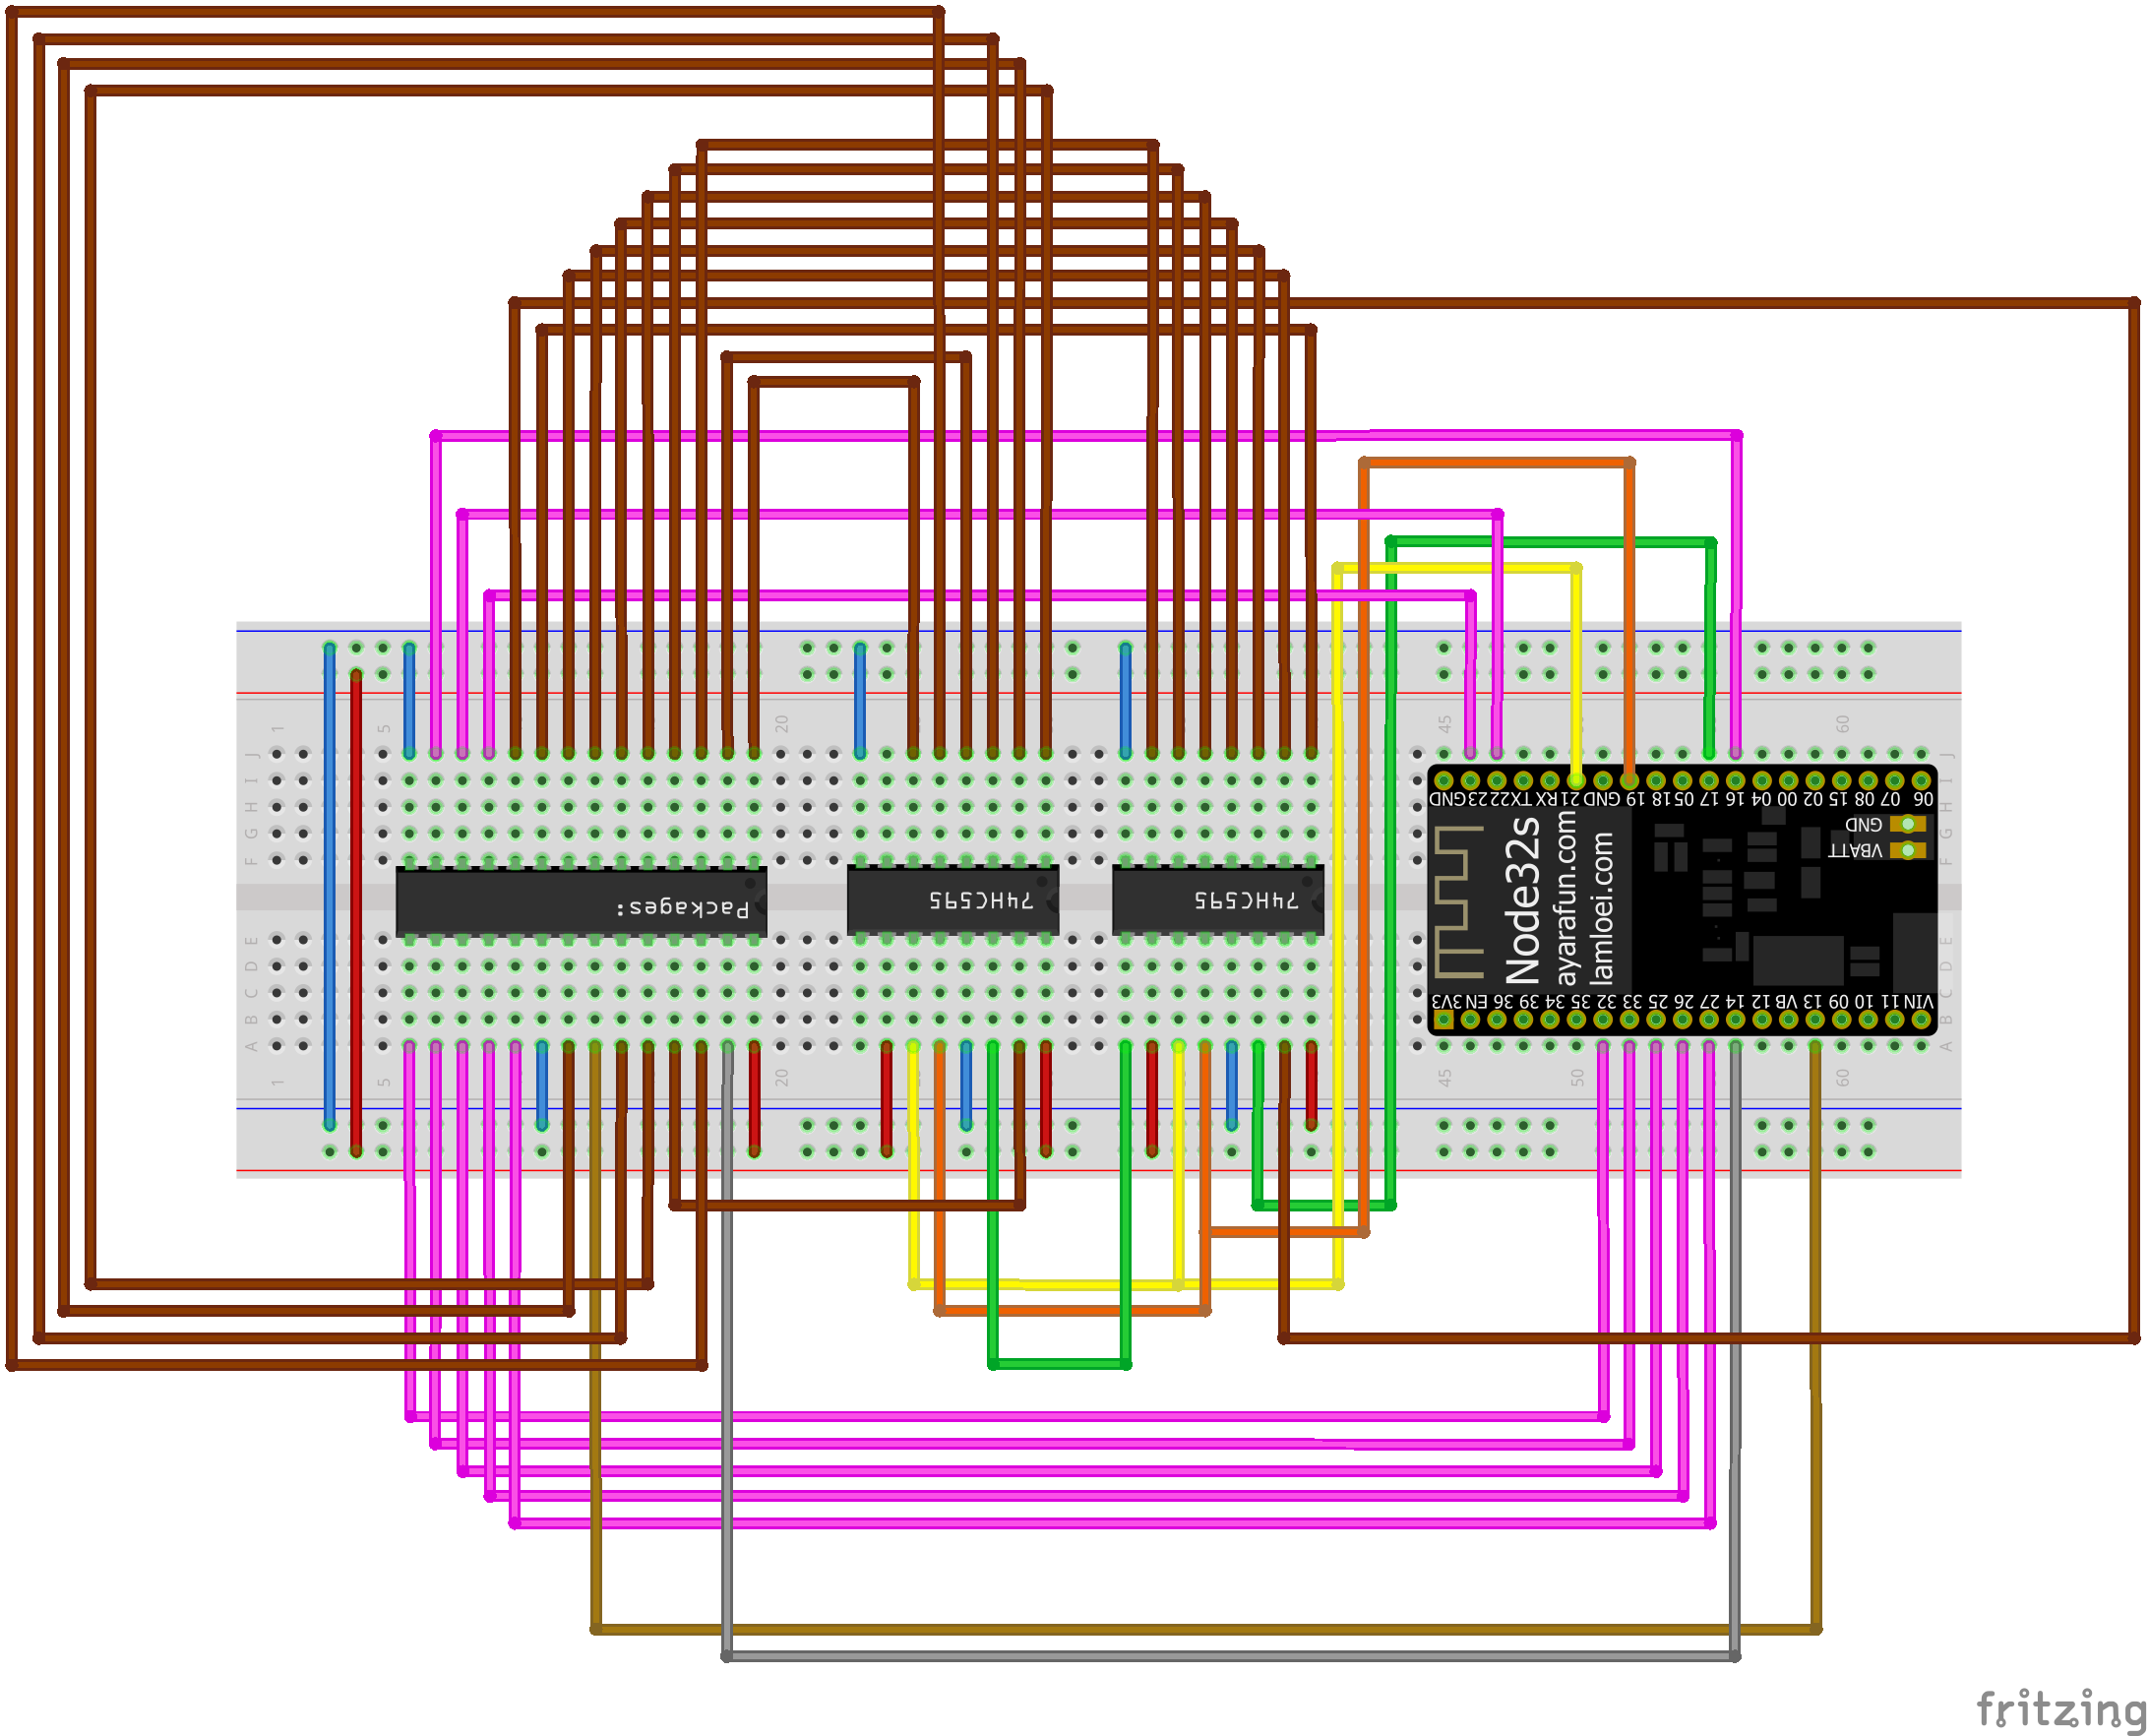 1 5 20 45 50 60
J J
I
H H
G G
F F
GND 23 22 TX RX 21 GND 19 18 05 17 16 04 00 02 15 08 07 06
GND
VBATT
Node32s
ayarafun.com
lamloei.com
Packages:
74HC595
74HC595
3V3 EN 36 39 34 35 32 33 25 26 27 14 12 VB 13 09 10 11 VIN
E E
D D
C C
B B
A A
1 5 20 45 50 60
fritzing